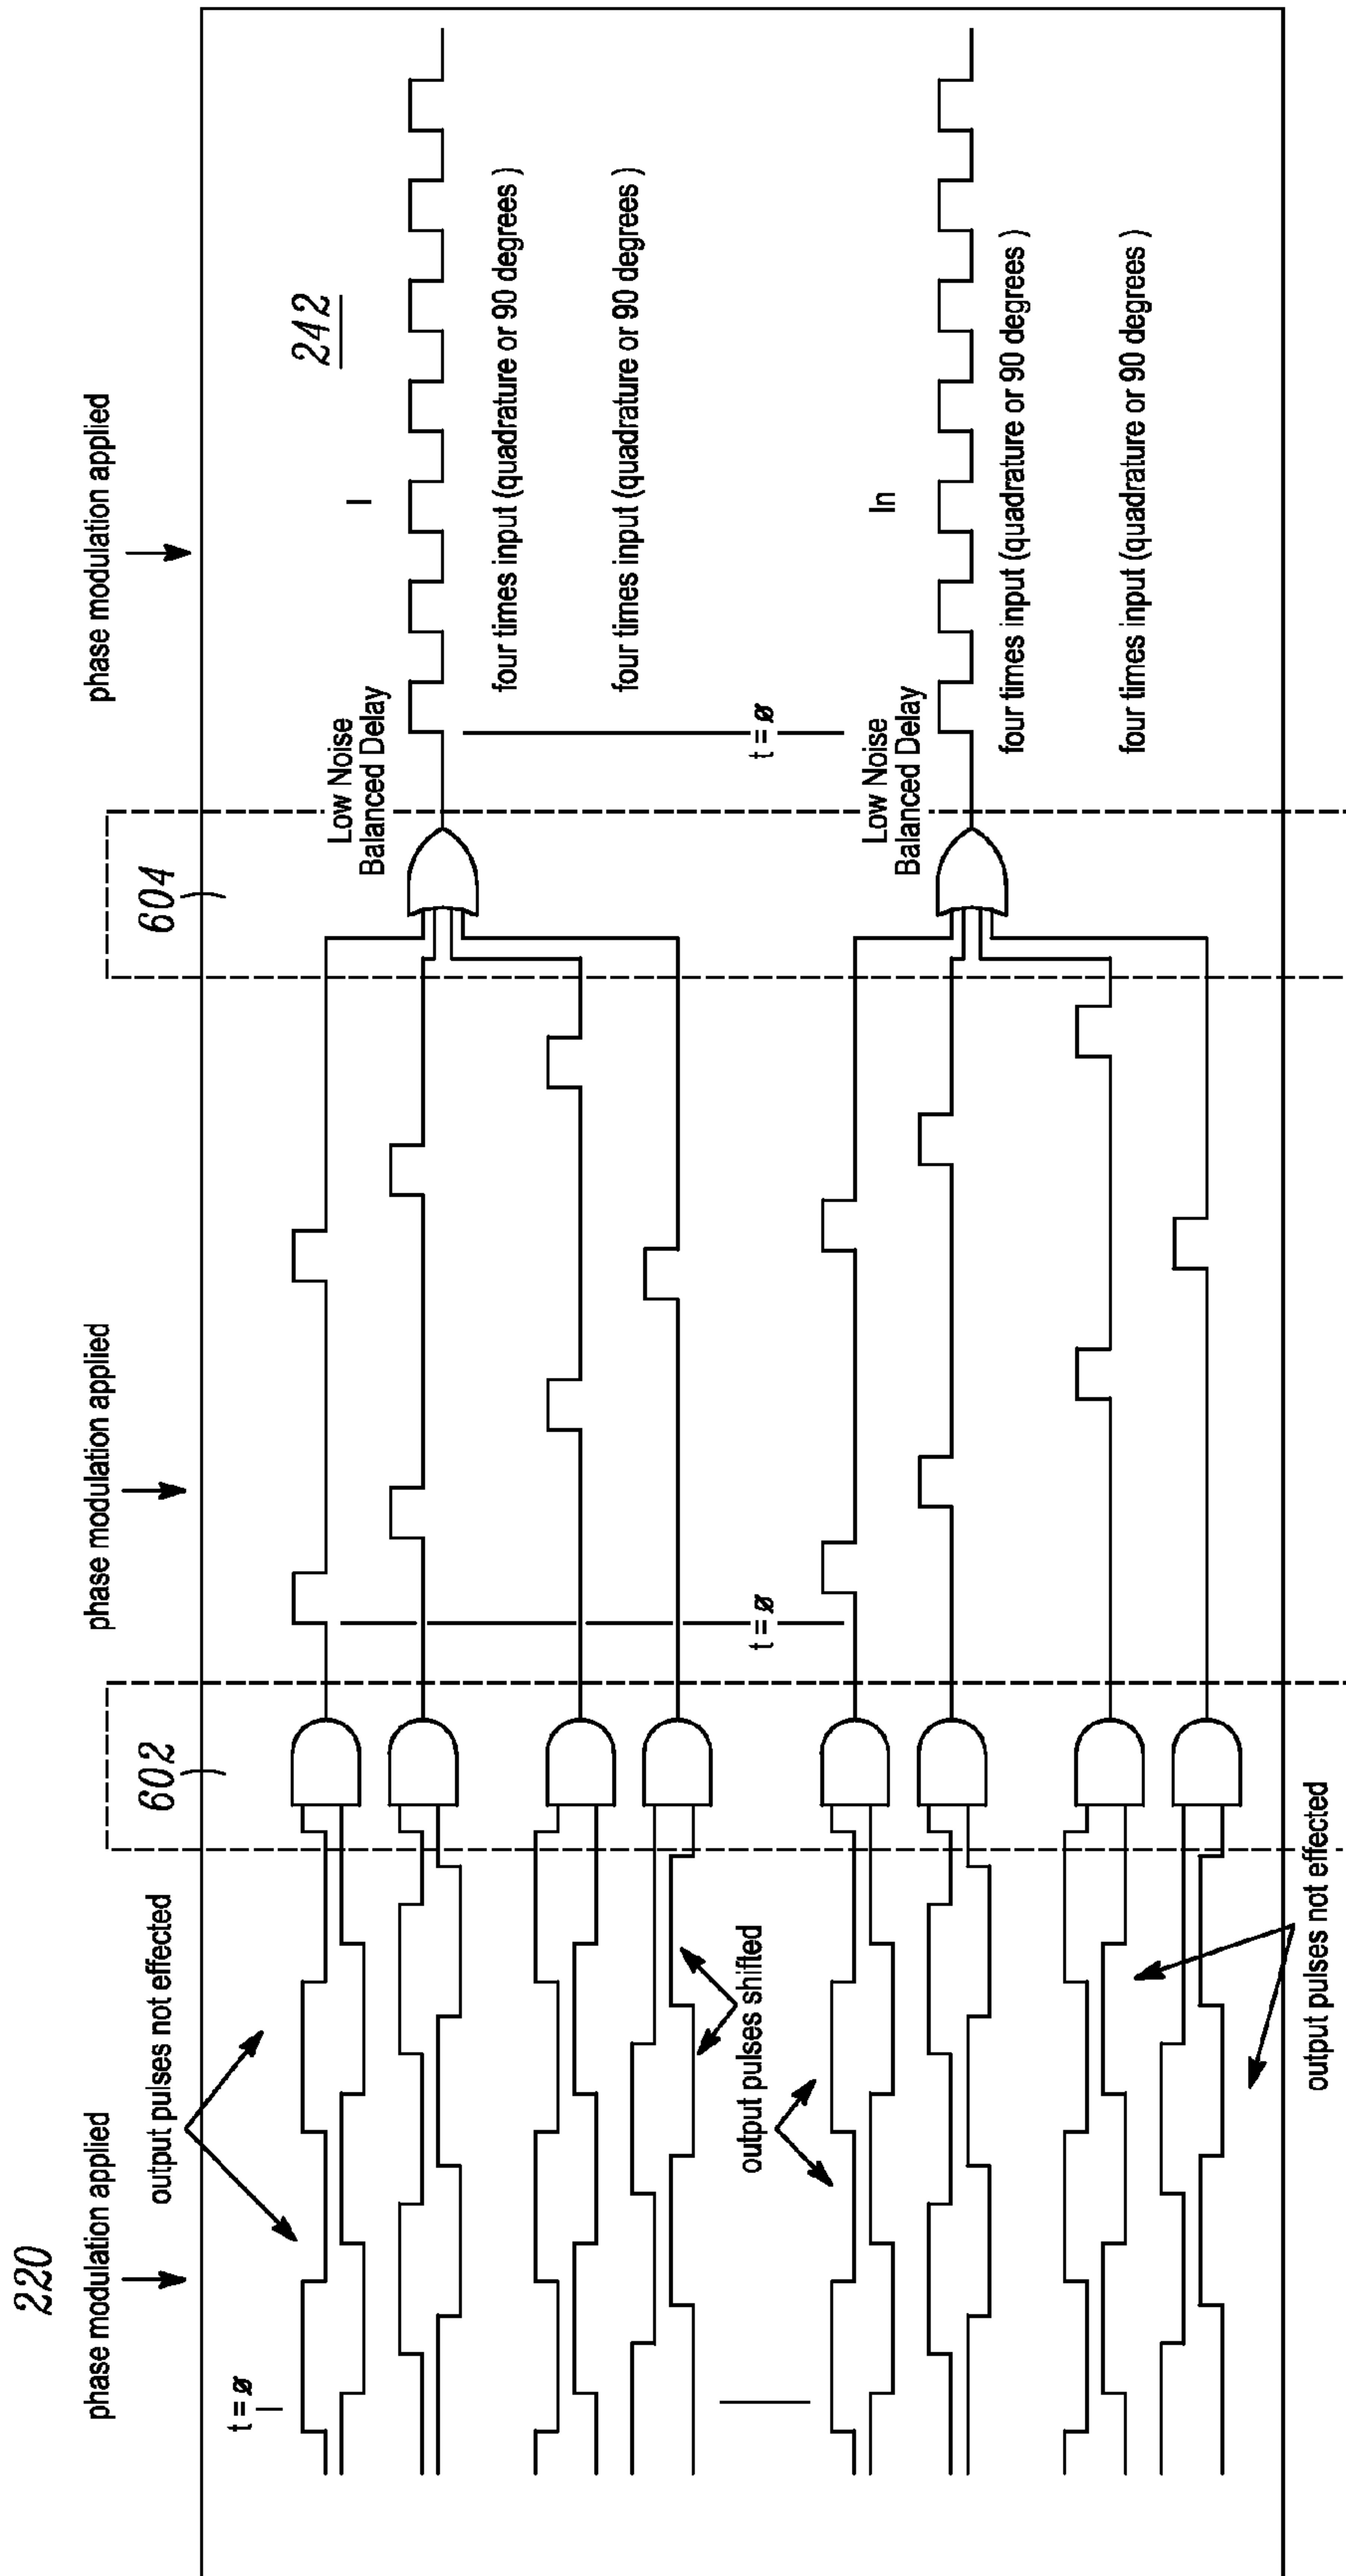 220
phase modulation applied
phase modulation applied
phase modulation applied
output pulses not effected
602
604
t = ø
Low Noise
Balanced Delay
I
242
four times input (quadrature or 90 degrees )
four times input (quadrature or 90 degrees )
output pulses shifted
t = ø
t = ø
Low Noise
Balanced Delay
In
four times input (quadrature or 90 degrees )
four times input (quadrature or 90 degrees )
output pulses not effected